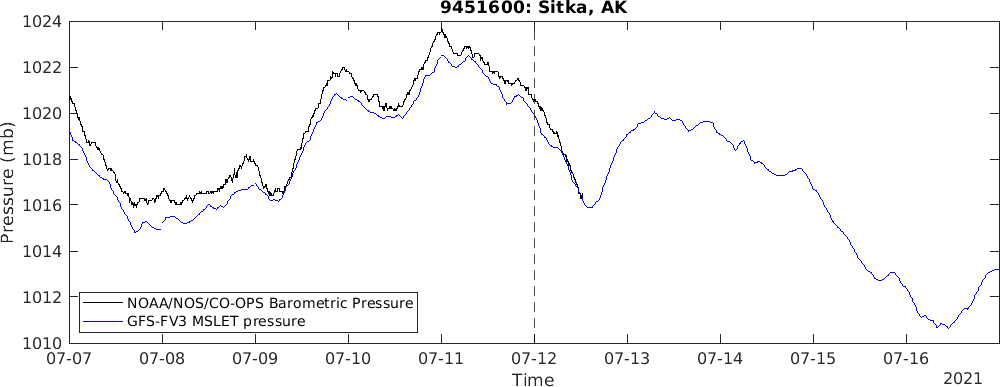 9451600: Sitka, AK
Pressure (mb)
1024
1022
1020
1018
1016
1014
1012
1010
NOAA/NOS/CO-OPS Barometric Pressure
GFS-FV3 MSLET pressure
07-07 07-08 07-09 07-10 07-11 07-12 07-13 07-14 07-15 07-16
Time
2021